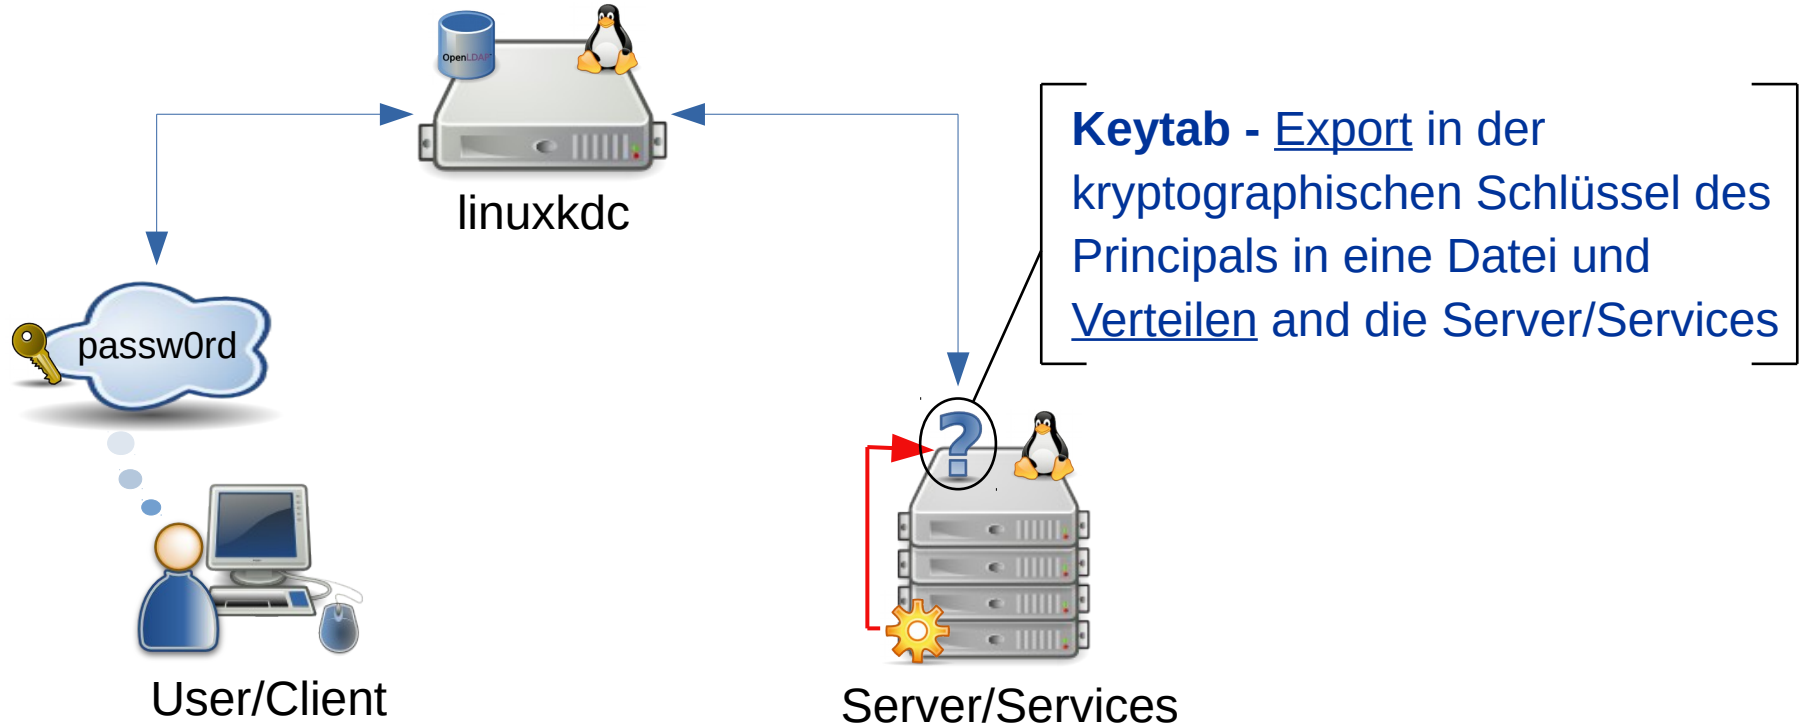 OpenLDAP
linuxkdc
Keytab - Export in der
kryptographischen Schlüssel des
Principals in eine Datei und
Verteilen and die Server/Services
passw0rd
User/Client
Server/Services